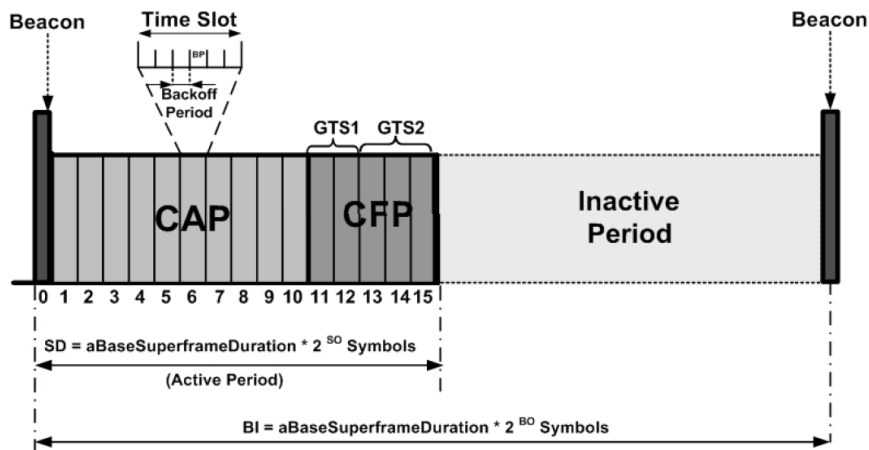 Beacon
Time Slot
Beacon
BP
Backoff
Period
GTS1
GTS2
CAP
CFP
Inactive
Period
0 1 2 3 4 5 6 7 8 9 10 11 12 13 14 15
SD = aBaseSuperframeDuration * 2 SO Symbols
(Active Period)
BI = aBaseSuperframeDuration * 2 BO Symbols